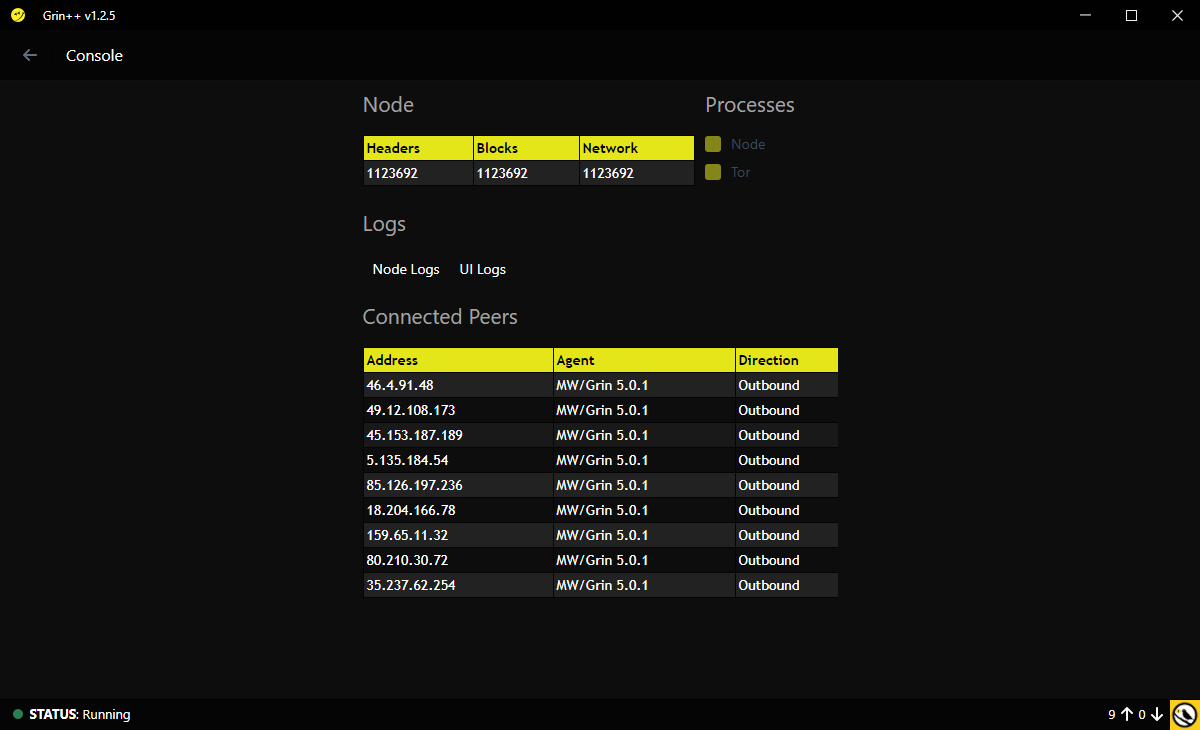 Grin++ v1.2.5
Console
Node
Headers Blocks Network
1123692 1123692 1123692
Processes
Node
Tor
Logs
Node Logs UI Logs
Connected Peers
Address Agent Direction
46.4.91.48 MW/Grin 5.0.1 Outbound
49.12.108.173 MW/Grin 5.0.1 Outbound
45.153.187.189 MW/Grin 5.0.1 Outbound
5.135.184.54 MW/Grin 5.0.1 Outbound
85.126.197.236 MW/Grin 5.0.1 Outbound
18.204.166.78 MW/Grin 5.0.1 Outbound
159.65.11.32 MW/Grin 5.0.1 Outbound
80.210.30.72 MW/Grin 5.0.1 Outbound
35.237.62.254 MW/Grin 5.0.1 Outbound
STATUS: Running
9 ↑ 0 ↓